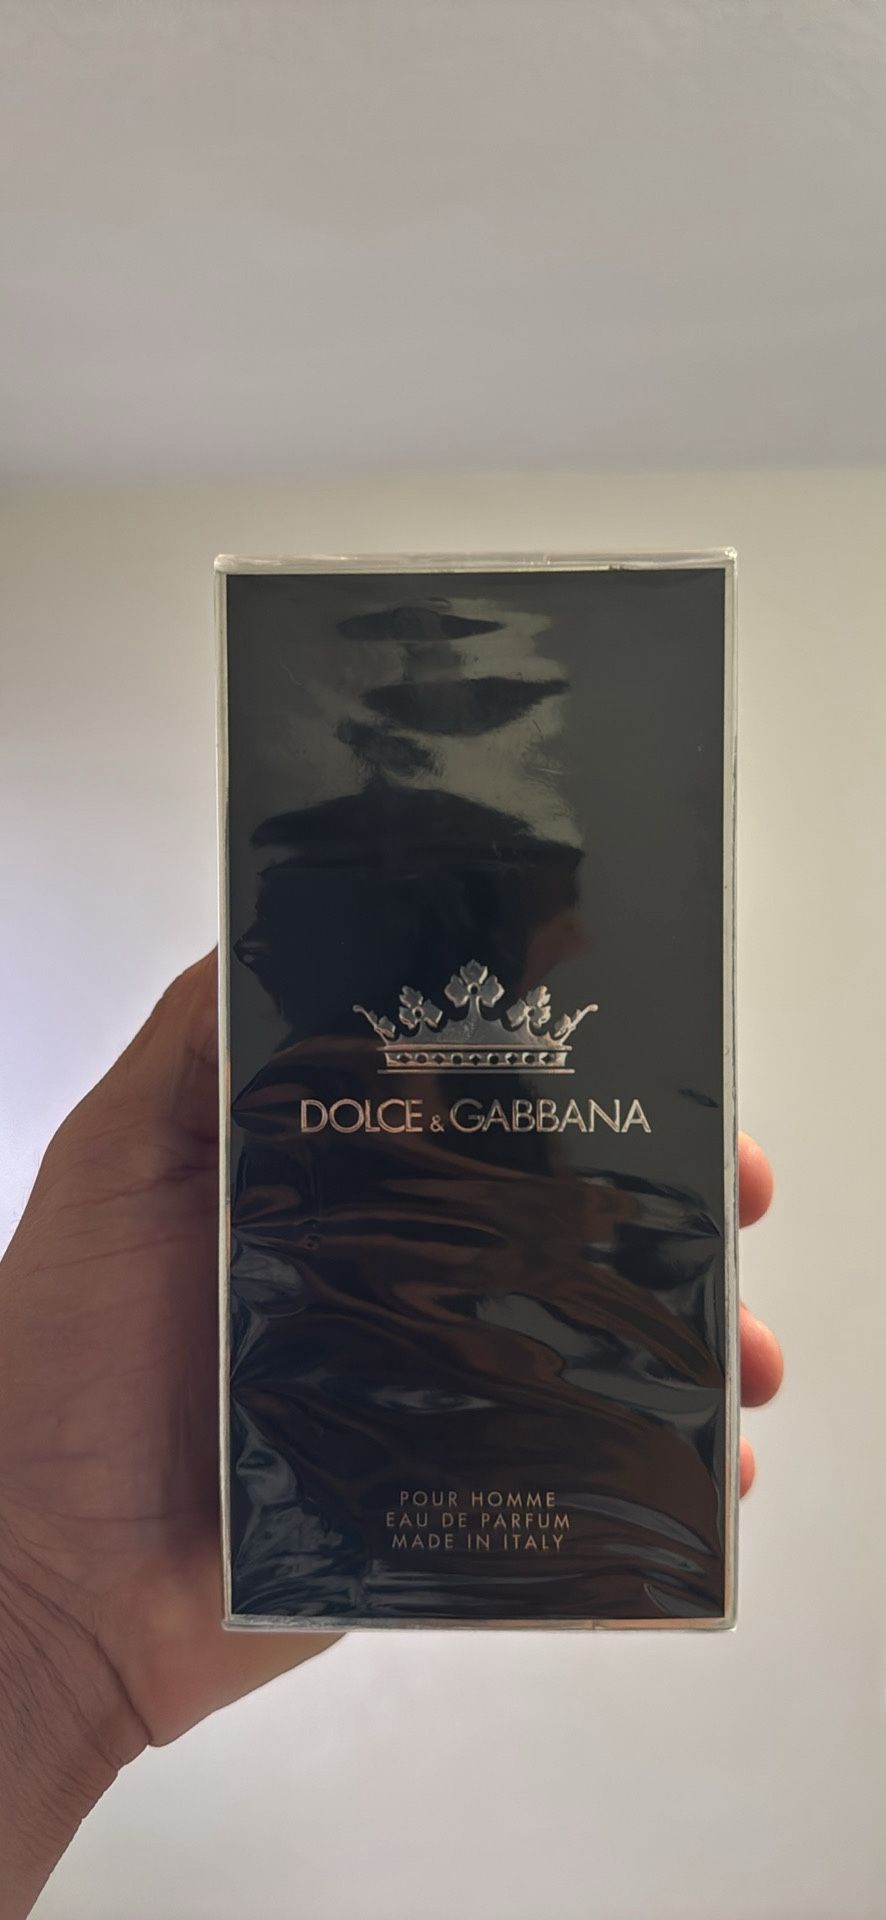 DOLCE & GABBANA
POUR HOMME
EAU DE PARFUM
MADE IN ITALY